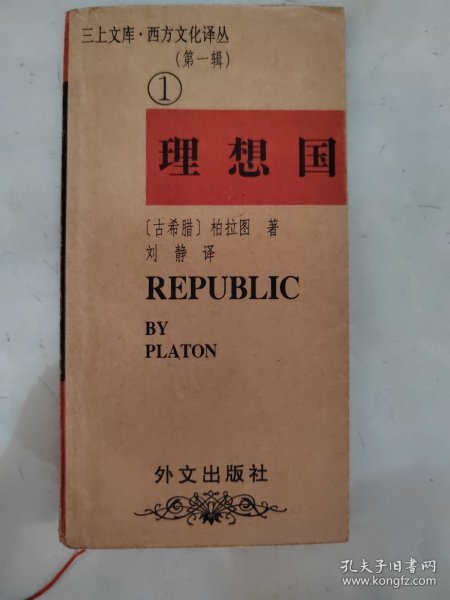 三上文库·西方文化译丛
(第一辑)
①
理想国
〔古希腊〕柏拉图 著
刘静 译
REPUBLIC
BY
PLATON
外文出版社
孔夫子旧书网
www.kongfz.com